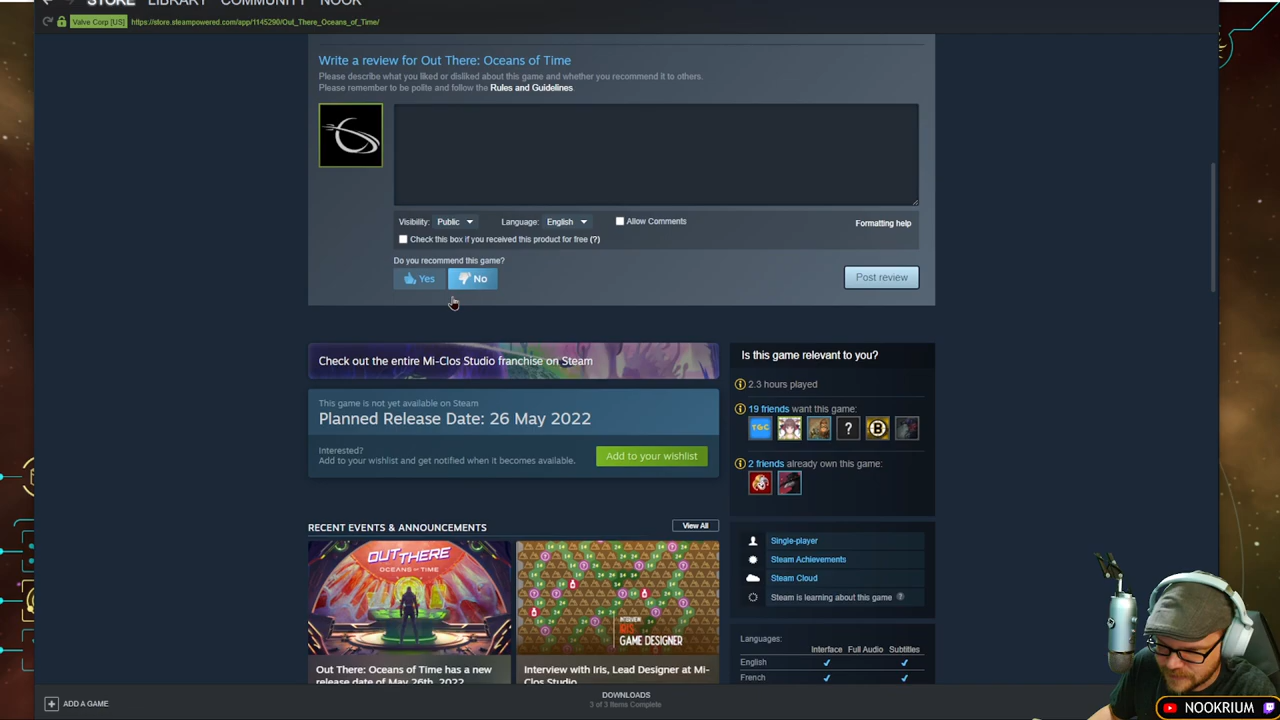 STORE LIBRARY COMMUNITY NOOK
Valve Corp [US] https://store.steampowered.com/app/1145290/Out_There_Oceans_of_Time/
Write a review for Out There: Oceans of Time
Please describe what you liked or disliked about this game and whether you recommend it to others.
Please remember to be polite and follow the Rules and Guidelines.
Visibility: Public Language: English Allow Comments Formatting help
Check this box if you received this product for free (?)
Do you recommend this game?
Yes No Post review
Check out the entire Mi-Clos Studio franchise on Steam
This game is not yet available on Steam
Planned Release Date: 26 May 2022
Interested?
Add to your wishlist and get notified when it becomes available.
Add to your wishlist
Is this game relevant to you?
2.3 hours played
19 friends want this game:
TGC ? B
2 friends already own this game:
RECENT EVENTS & ANNOUNCEMENTS View All
OUT THERE
OCEANS OF TIME
INTERVIEW:
IRIS
GAME DESIGNER
Out There: Oceans of Time has a new
release date of May 26th, 2022
Interview with Iris, Lead Designer at Mi-
Clos Studio
Single-player
Steam Achievements
Steam Cloud
Steam is learning about this game ?
Languages:
Interface Full Audio Subtitles
English ✓ ✓
French ✓ ✓
ADD A GAME
DOWNLOADS
3 of 3 Items Complete
NOOKRIUM